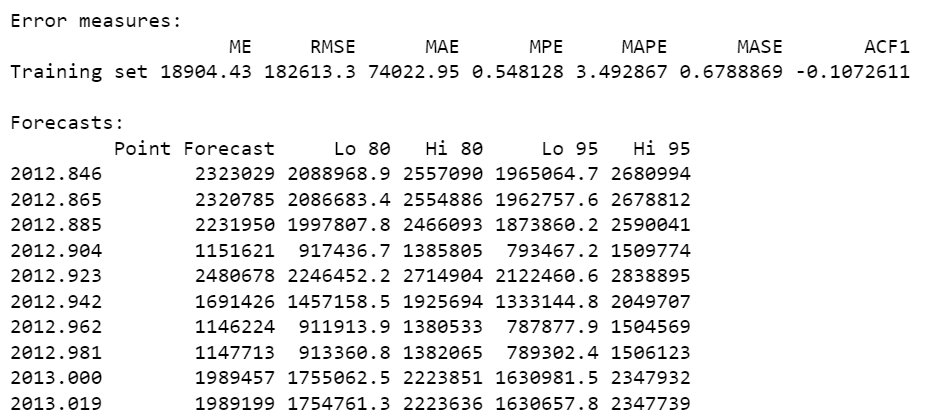 Error measures:
ME RMSE MAE MPE MAPE MASE ACF1
Training set 18904.43 182613.3 74022.95 0.548128 3.492867 0.6788869 -0.1072611
Forecasts:
Point Forecast Lo 80 Hi 80 Lo 95 Hi 95
2012.846 2323029 2088968.9 2557090 1965064.7 2680994
2012.865 2320785 2086683.4 2554886 1962757.6 2678812
2012.885 2231950 1997807.8 2466093 1873860.2 2590041
2012.904 1151621 917436.7 1385805 793467.2 1509774
2012.923 2480678 2246452.2 2714904 2122460.6 2838895
2012.942 1691426 1457158.5 1925694 1333144.8 2049707
2012.962 1146224 911913.9 1380533 787877.9 1504569
2012.981 1147713 913360.8 1382065 789302.4 1506123
2013.000 1989457 1755062.5 2223851 1630981.5 2347932
2013.019 1989199 1754761.3 2223636 1630657.8 2347739